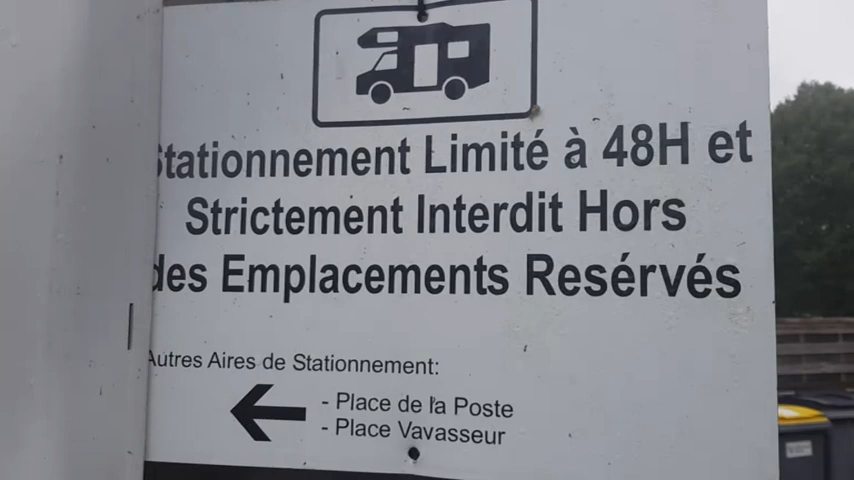 Stationnement Limité à 48H et
Strictement Interdit Hors
des Emplacements Resérvés
Autres Aires de Stationnement:
- Place de la Poste
- Place Vavasseur